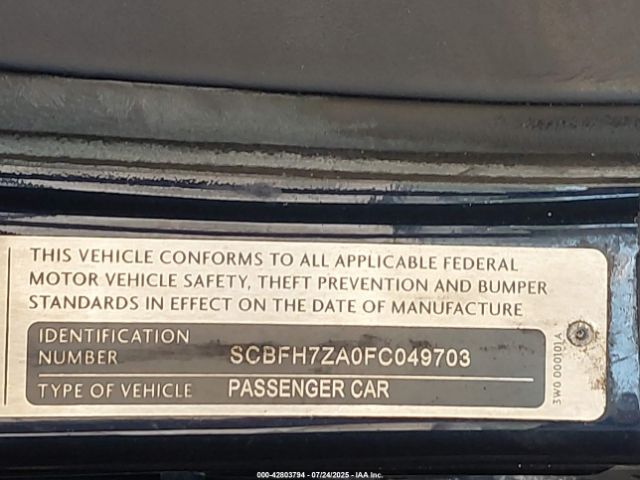 THIS VEHICLE CONFORMS TO ALL APPLICABLE FEDERAL
MOTOR VEHICLE SAFETY, THEFT PREVENTION AND BUMPER
STANDARDS IN EFFECT ON THE DATE OF MANUFACTURE
IDENTIFICATION
NUMBER SCBFH7ZA0FC049703
TYPE OF VEHICLE PASSENGER CAR
3W0 000101A
000-42803794 - 07/24/2025 - IAA Inc.